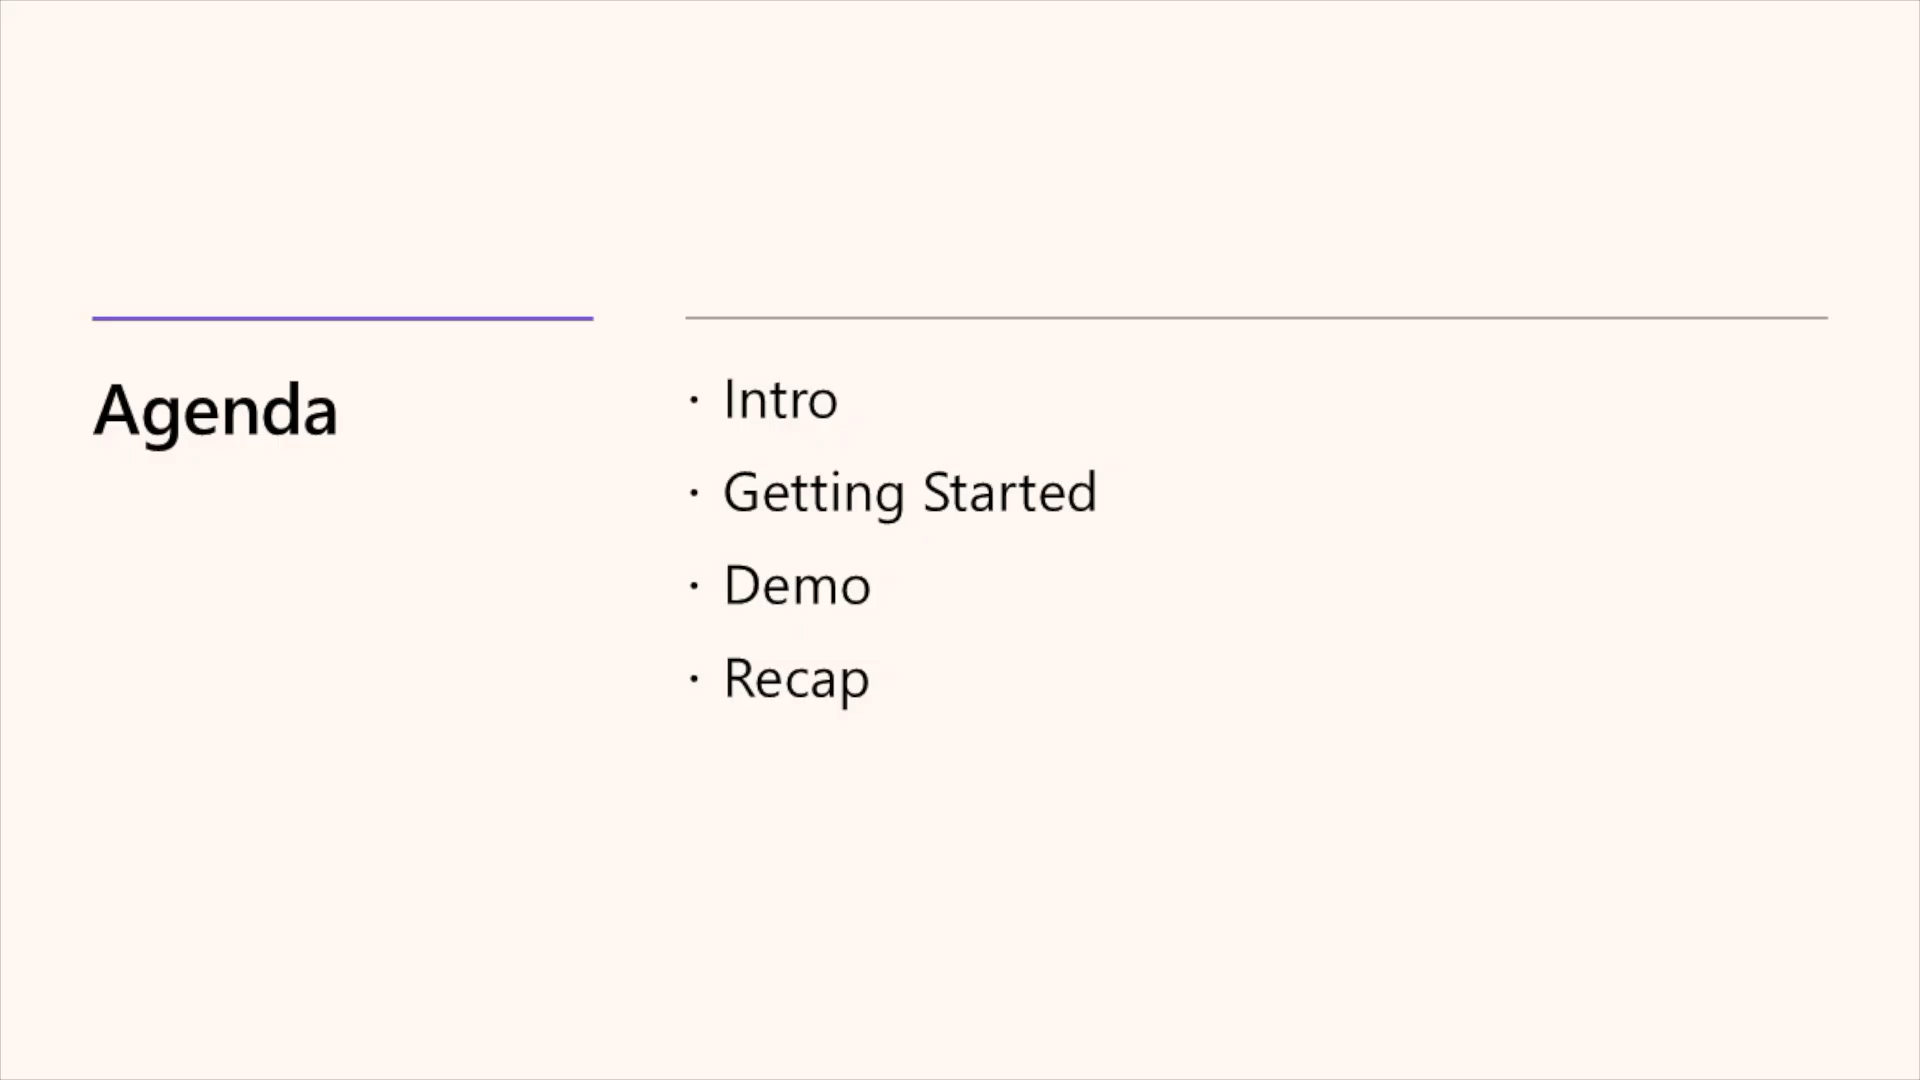 Agenda
· Intro
· Getting Started
· Demo
· Recap